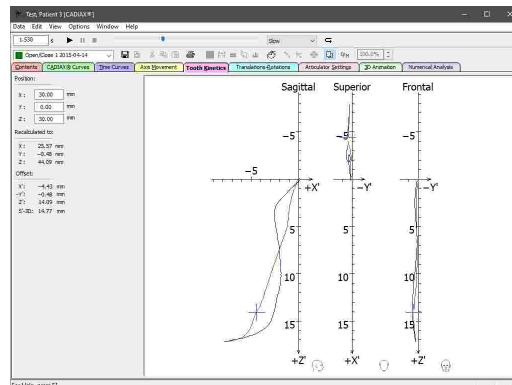 Test, Patient 3 [CADIAX®]
Data Edit View Options Window Help
1.530 s Slow
Open/Close 1 2015-04-14 100.0%
Contents CADIAX® Curves Time Curves Axis Movement Tooth Kinetics Translations-Rotations Articulator Settings 3D Animation Numerical Analysis
Position:
X: 30.00 mm
Y: 0.00 mm
Z: 30.00 mm
Recalculated to:
X: 25.57 mm
Y: -0.48 mm
Z: 44.09 mm
Offset:
X': -4.43 mm
-Y': -0.48 mm
Z': 14.09 mm
S'-3D: 14.77 mm
Sagittal Superior Frontal
-5 -5 -5
-5
+X' -Y' -Y'
5 5 5
10 10 10
15 15 15
+Z' +X' +Z'